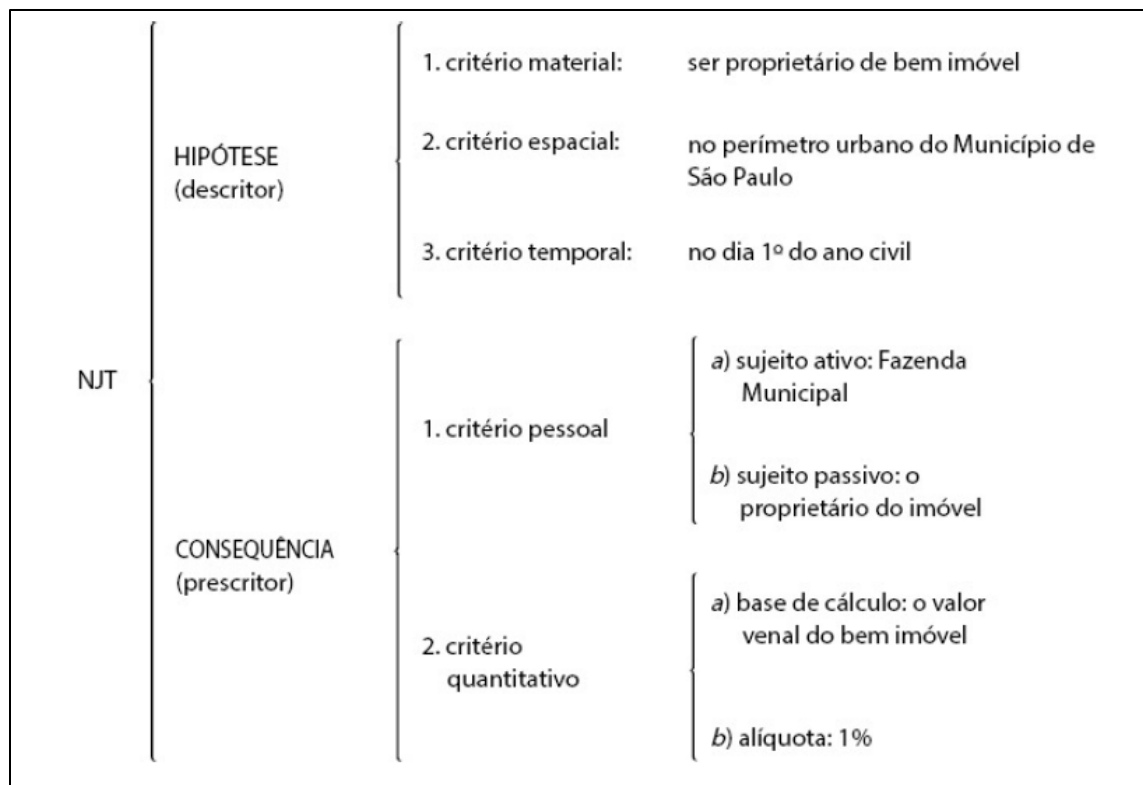 NJT
HIPÓTESE
(descritor)
1. critério material:
ser proprietário de bem imóvel
2. critério espacial:
no perímetro urbano do Município de
São Paulo
3. critério temporal:
no dia 1º do ano civil
CONSEQUÊNCIA
(prescritor)
1. critério pessoal
a) sujeito ativo: Fazenda
Municipal
b) sujeito passivo: o
proprietário do imóvel
2. critério
quantitativo
a) base de cálculo: o valor
venal do bem imóvel
b) alíquota: 1%